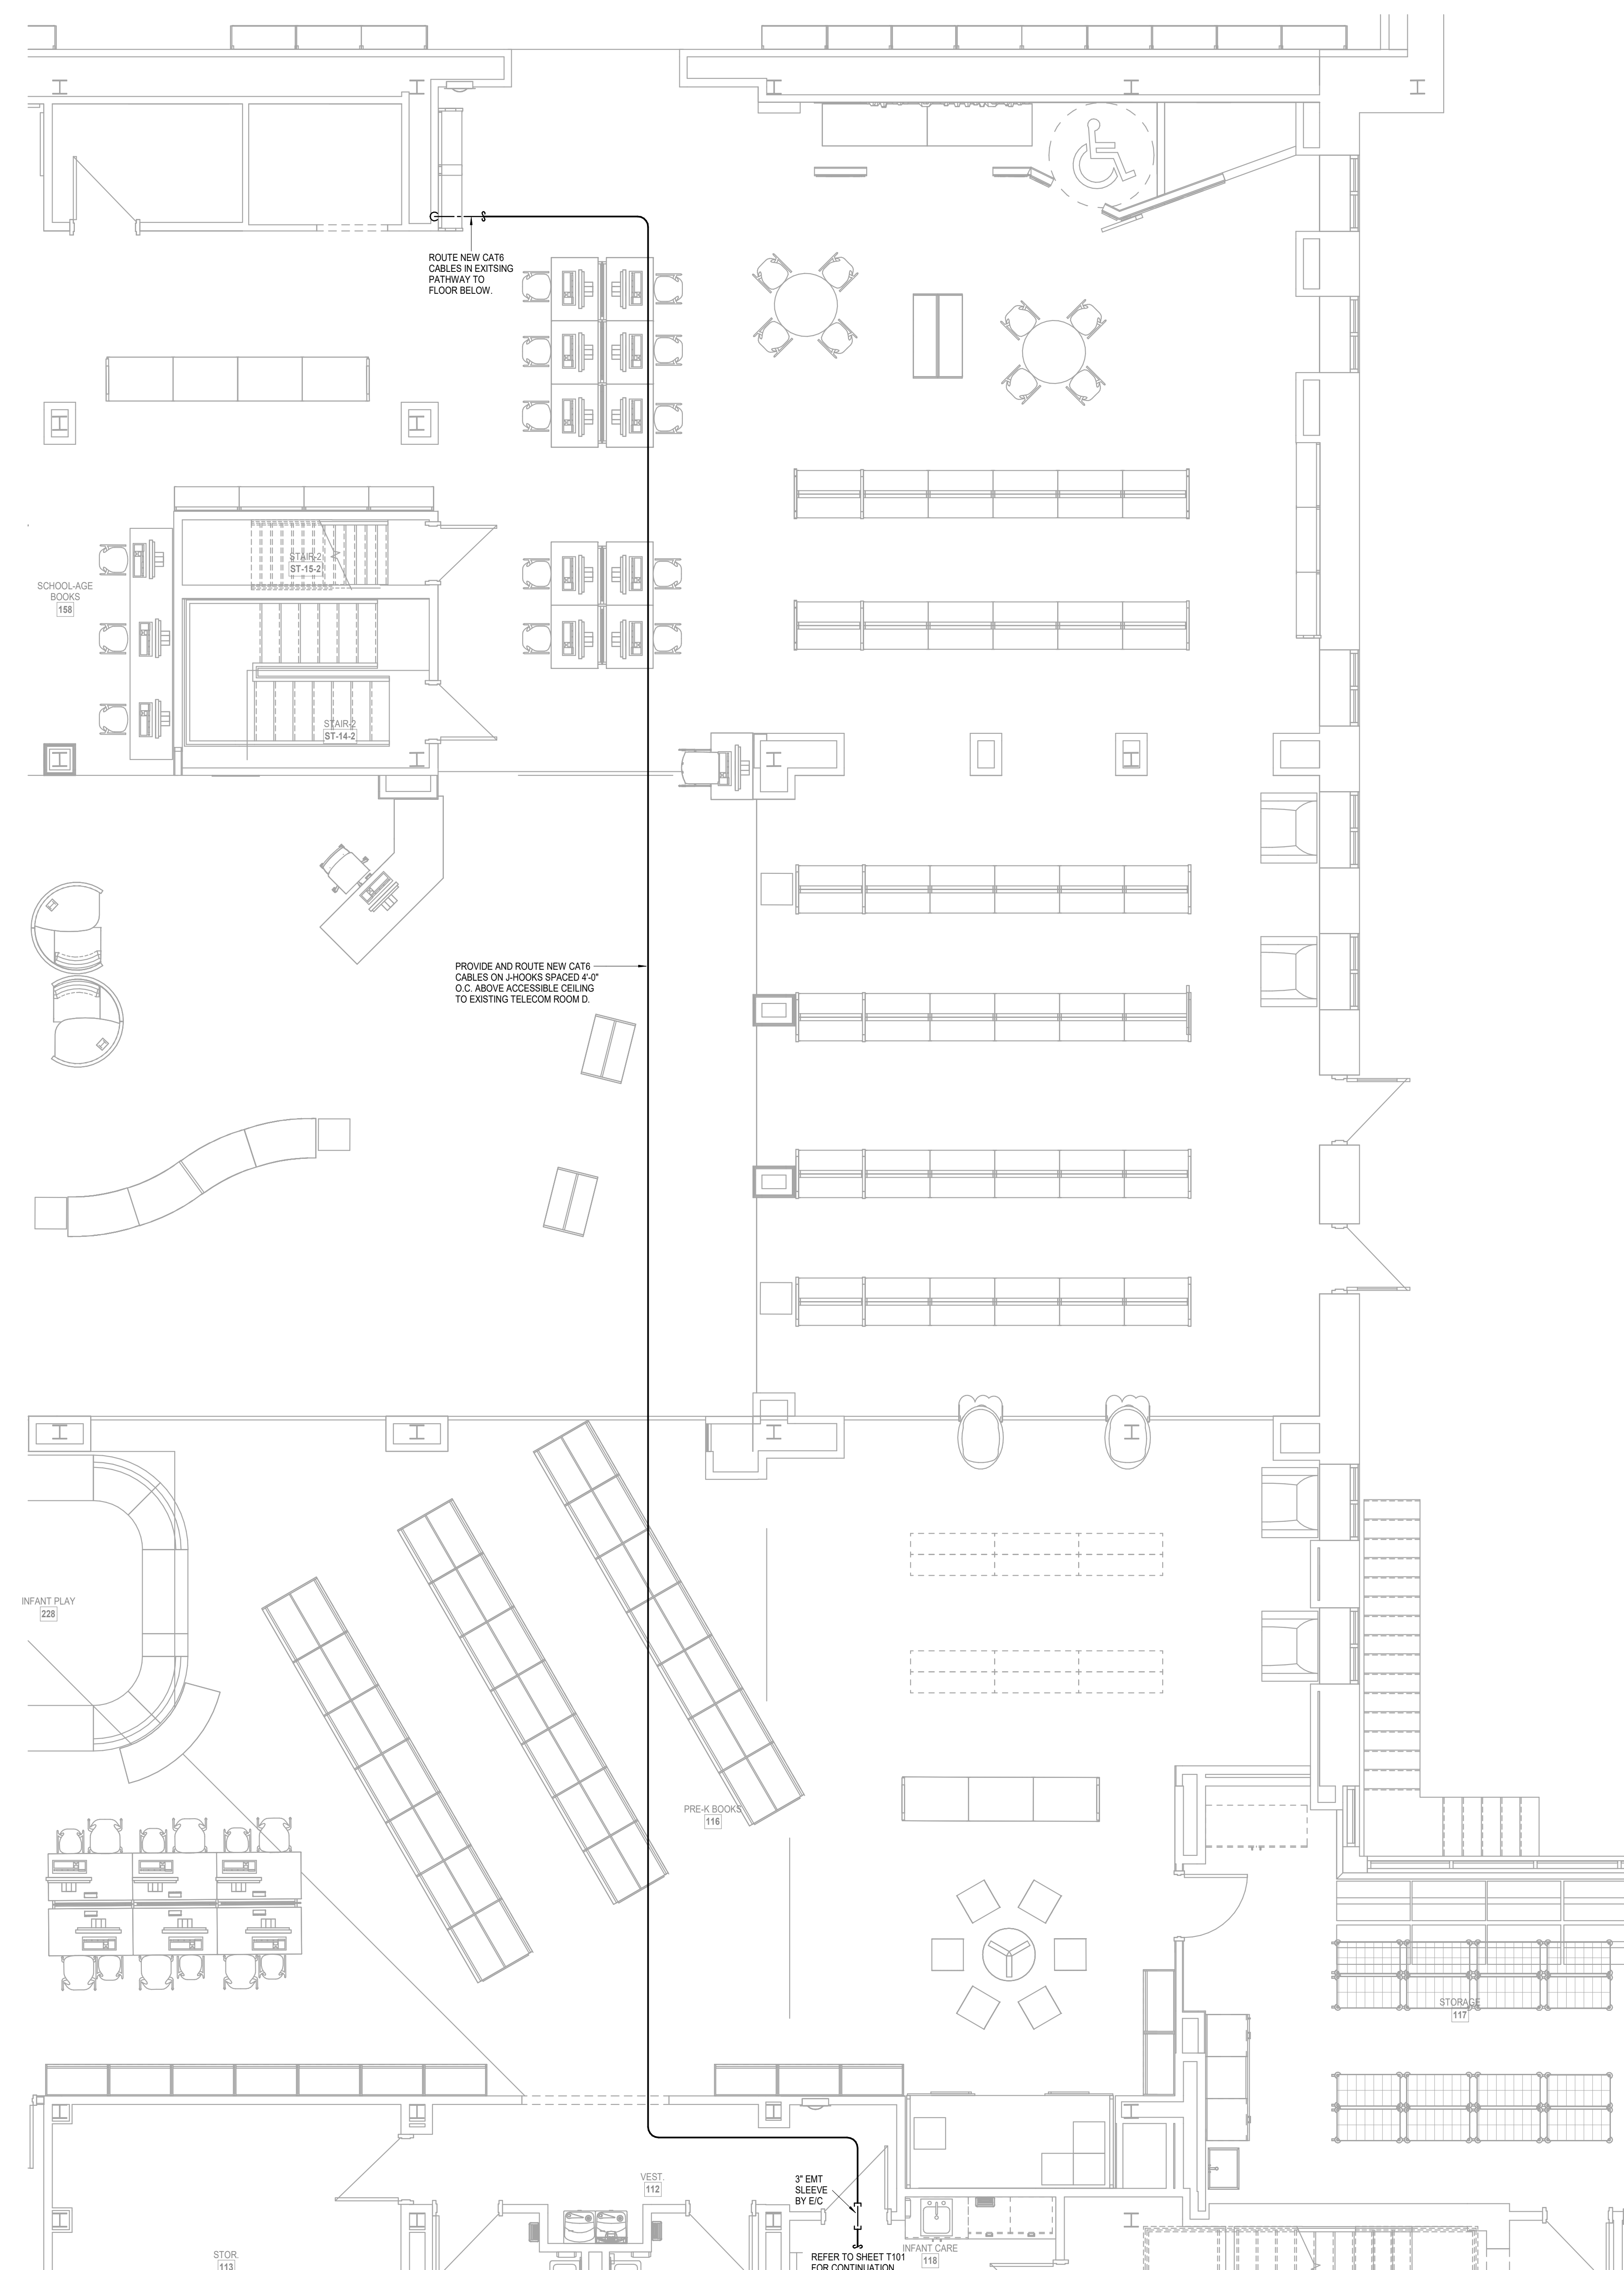 ROUTE NEW CAT6
CABLES IN EXITSING
PATHWAY TO
FLOOR BELOW.
STAIR-2
ST-15-2
SCHOOL-AGE
BOOKS
158
STAIR-2
ST-14-2
PROVIDE AND ROUTE NEW CAT6
CABLES ON J-HOOKS SPACED 4'-0"
O.C. ABOVE ACCESSIBLE CEILING
TO EXISTING TELECOM ROOM D.
INFANT PLAY
228
PRE-K BOOKS
116
STORAGE
117
VEST.
112
3" EMT
SLEEVE
BY E/C
STOR.
113
REFER TO SHEET T101
FOR CONTINUATION
INFANT CARE
118